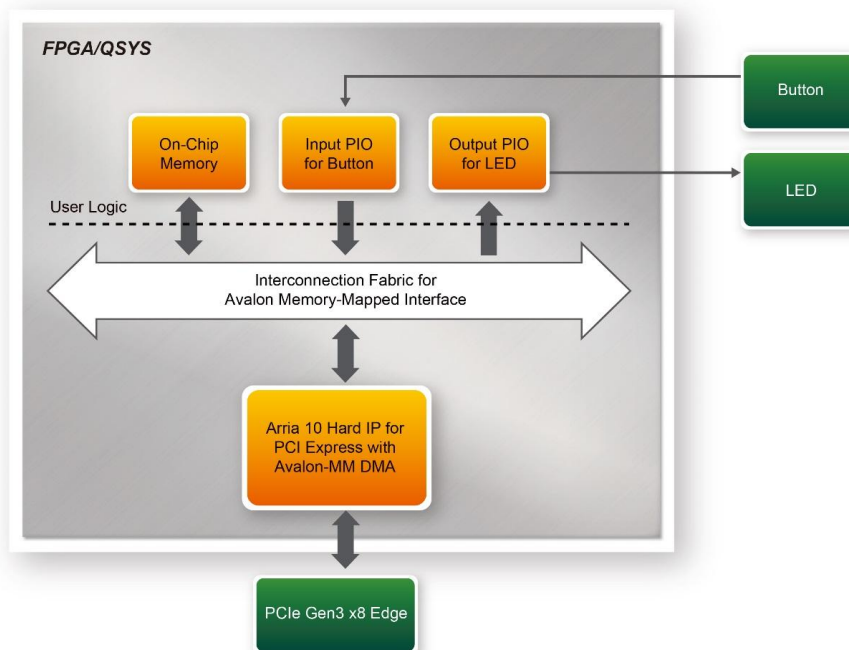 FPGA/QSYS
Button
On-Chip
Memory
Input PIO
for Button
Output PIO
for LED
LED
User Logic
Interconnection Fabric for
Avalon Memory-Mapped Interface
Arria 10 Hard IP for
PCI Express with
Avalon-MM DMA
PCIe Gen3 x8 Edge